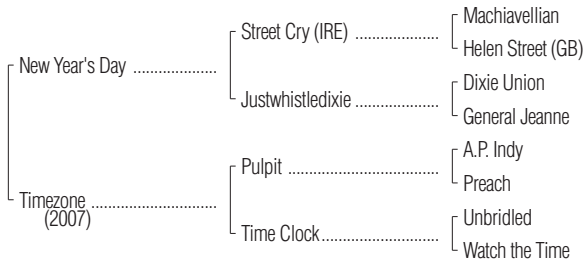 Machiavellian
Street Cry (IRE) ..................
Helen Street (GB)
New Year's Day ..................
Dixie Union
Justwhistledixie ..................
General Jeanne
A.P. Indy
Pulpit ................................
Preach
Timezone ...........................
(2007)
Unbridled
Time Clock.........................
Watch the Time